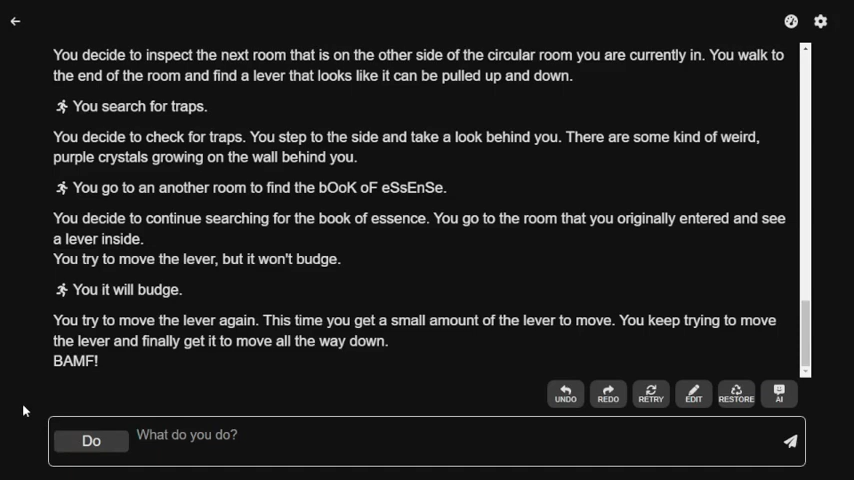 You decide to inspect the next room that is on the other side of the circular room you are currently in. You walk to
the end of the room and find a lever that looks like it can be pulled up and down.
You search for traps.
You decide to check for traps. You step to the side and take a look behind you. There are some kind of weird,
purple crystals growing on the wall behind you.
You go to an another room to find the bOoK oF eSsEnSe.
You decide to continue searching for the book of essence. You go to the room that you originally entered and see
a lever inside.
You try to move the lever, but it won't budge.
You it will budge.
You try to move the lever again. This time you get a small amount of the lever to move. You keep trying to move
the lever and finally get it to move all the way down.
BAMF!
UNDO REDO RETRY EDIT RESTORE AI
Do What do you do?